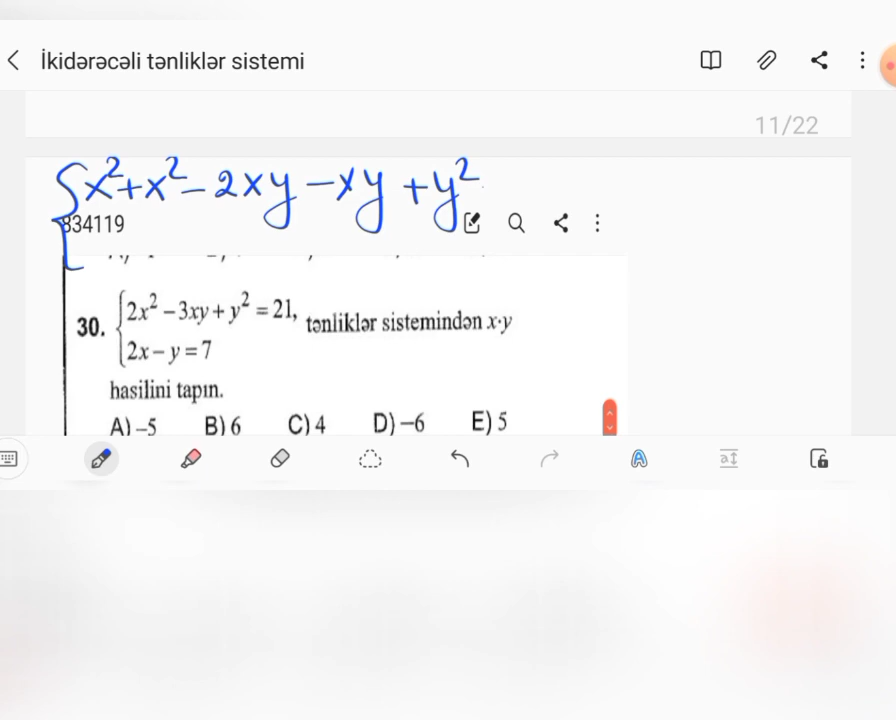 İkidərəcəli tənliklər sistemi
11/22
{x²+x²-2xy-xy+y²
834119
30. {2x²-3xy+y²=21,
2x-y=7
tənliklər sistemindən x·y
hasilini tapın.
A) -5 B) 6 C) 4 D) -6 E) 5